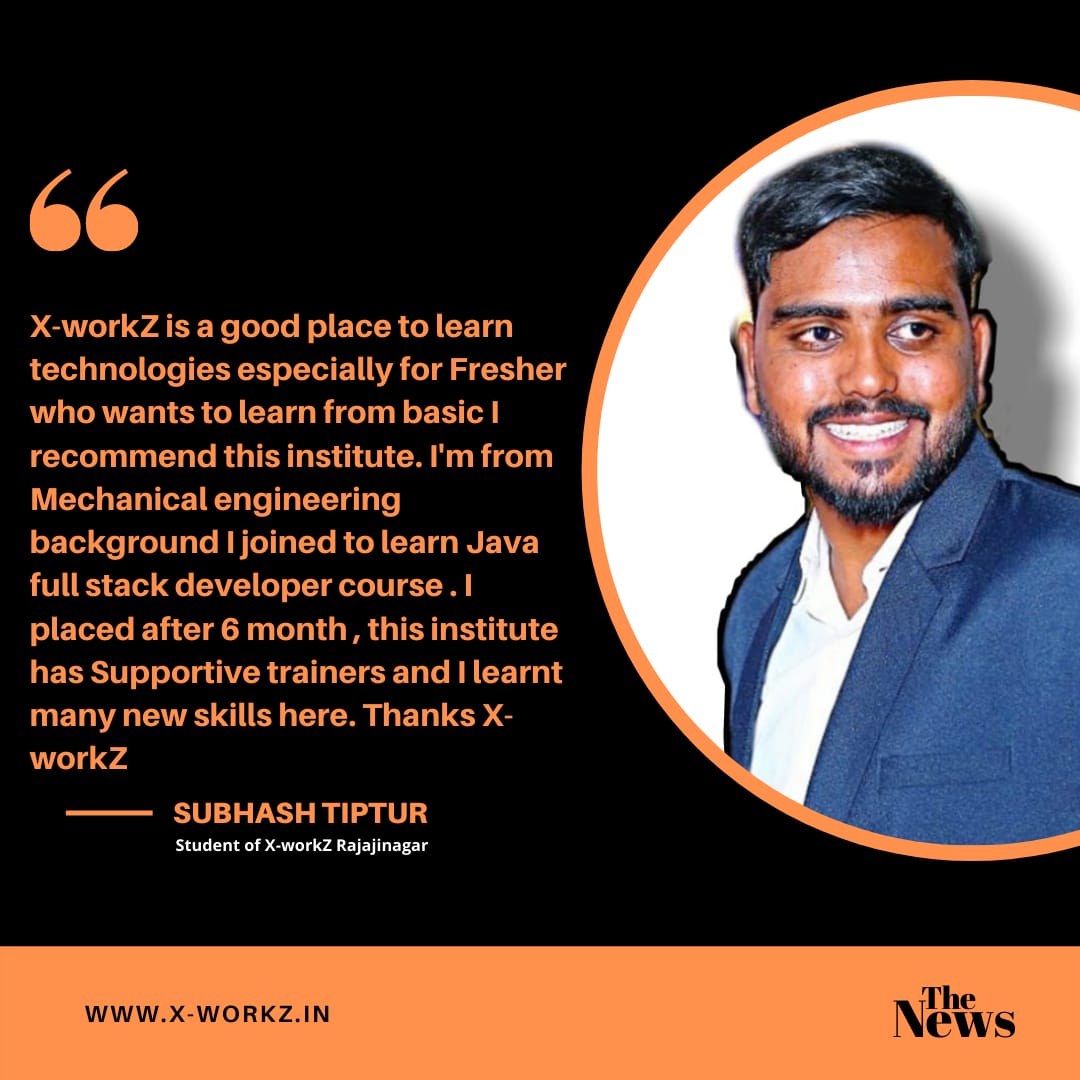 X-workZ is a good place to learn
technologies especially for Fresher
who wants to learn from basic I
recommend this institute. I'm from
Mechanical engineering
background I joined to learn Java
full stack developer course . I
placed after 6 month , this institute
has Supportive trainers and I learnt
many new skills here. Thanks X-
workZ
SUBHASH TIPTUR
Student of X-workZ Rajajinagar
WWW.X-WORKZ.IN
The
News